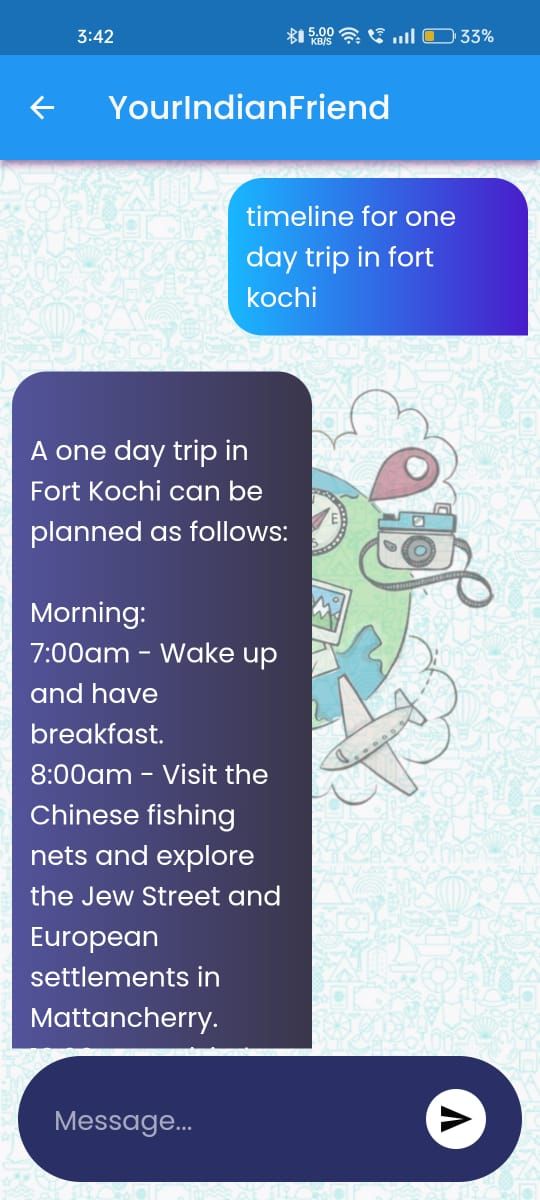 3:42 5.00 KB/S 33%
YourIndianFriend
timeline for one
day trip in fort
kochi
A one day trip in
Fort Kochi can be
planned as follows:
Morning:
7:00am - Wake up
and have
breakfast.
8:00am - Visit the
Chinese fishing
nets and explore
the Jew Street and
European
settlements in
Mattancherry.
Message...